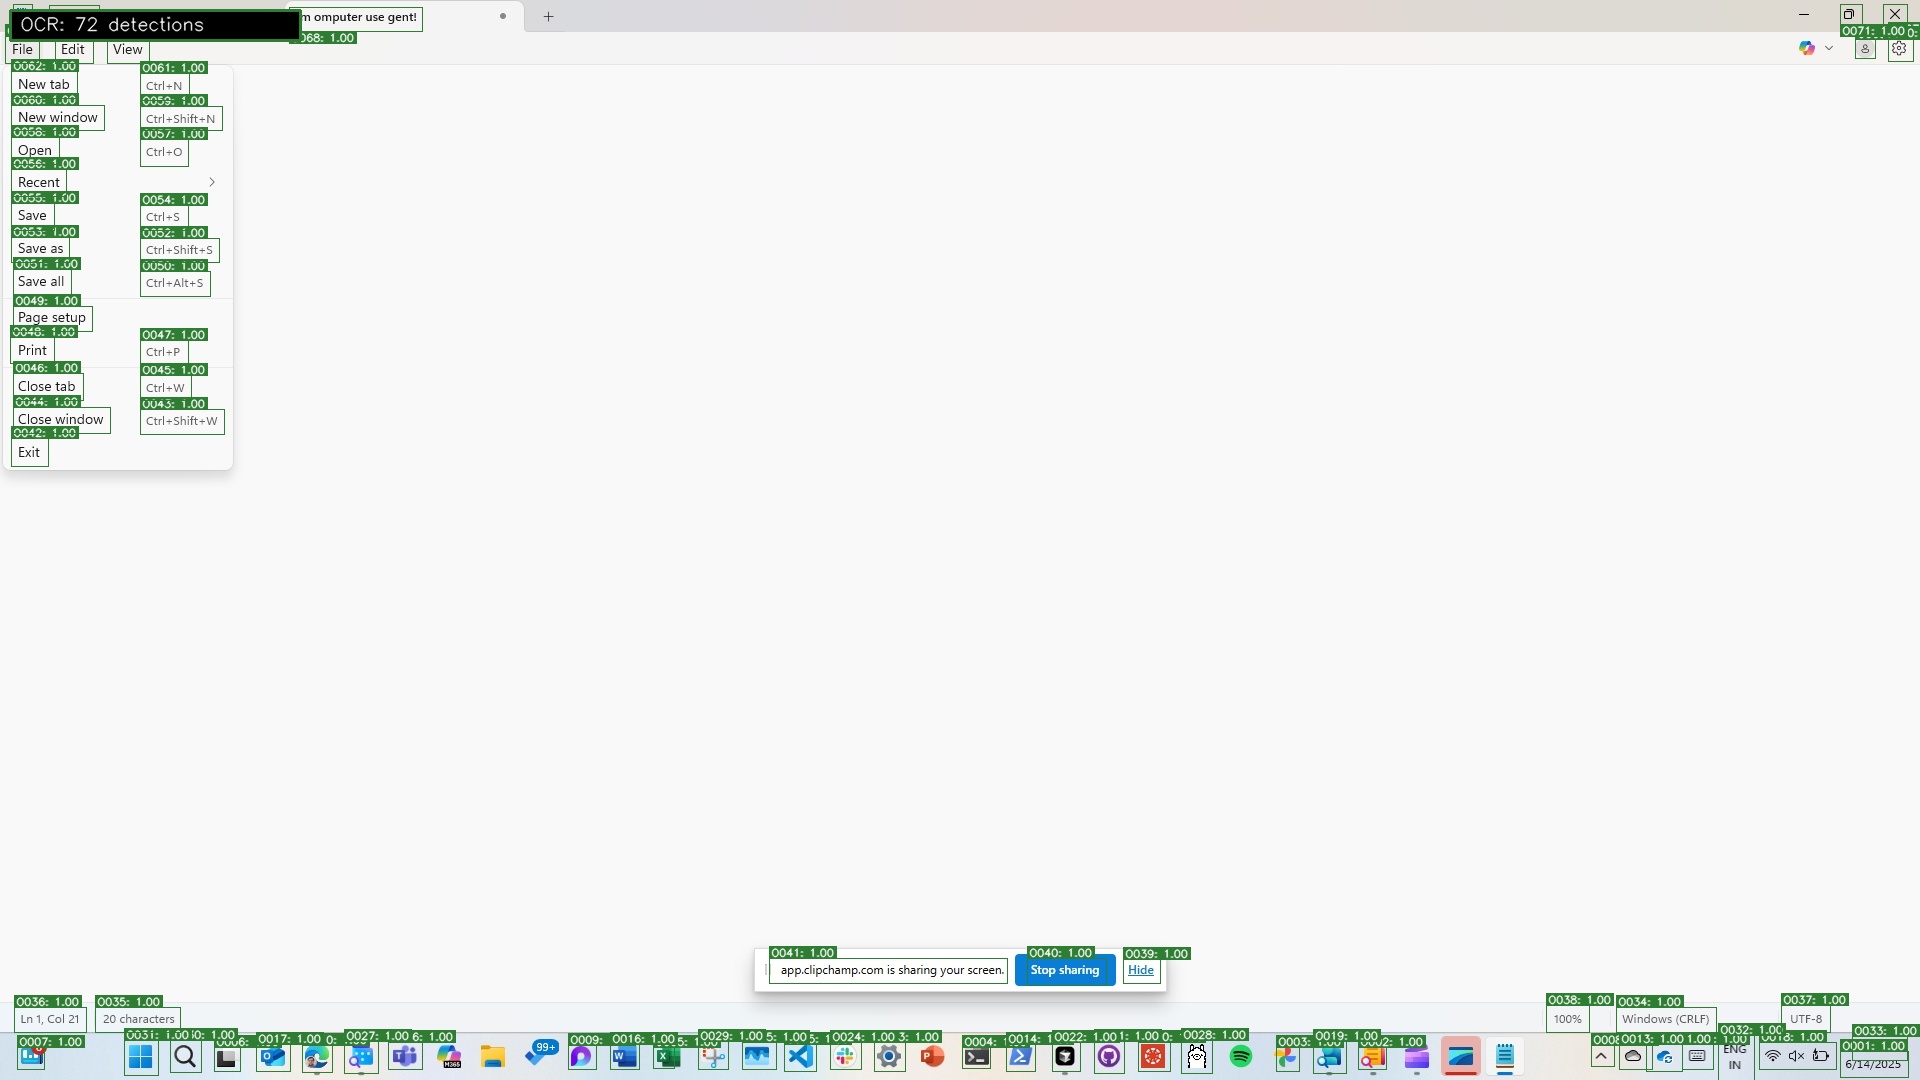 OCR: 72 detections
m omputer use gent!
0068: 1.00
0071: 1.00
File Edit View
0062: 1.00 0061: 1.00
New tab Ctrl+N
0060: 1.00 0059: 1.00
New window Ctrl+Shift+N
0058: 1.00 0057: 1.00
Open Ctrl+O
0056: 1.00
Recent
0055: 1.00 0054: 1.00
Save Ctrl+S
0053: 1.00 0052: 1.00
Save as Ctrl+Shift+S
0051: 1.00 0050: 1.00
Save all Ctrl+Alt+S
0049: 1.00
Page setup
0048: 1.00 0047: 1.00
Print Ctrl+P
0046: 1.00 0045: 1.00
Close tab Ctrl+W
0044: 1.00 0043: 1.00
Close window Ctrl+Shift+W
0042: 1.00
Exit
0041: 1.00 0040: 1.00 0039: 1.00
app.clipchamp.com is sharing your screen. Stop sharing Hide
0036: 1.00 0035: 1.00 0038: 1.00 0034: 1.00 0037: 1.00
Ln 1, Col 21 20 characters 100% Windows (CRLF) UTF-8
0007: 1.00 0031: 1.00 0017: 1.00 0027: 1.00 0009: 0016: 1.00 0029: 1.00 0024: 1.00 0004: 0014: 0022: 1.00 0028: 1.00 0003: 0019: 1.00 0013: 1.00 0032: 1.00 0033: 1.00
0001: 1.00
99+
M365
ENG
IN
6/14/2025